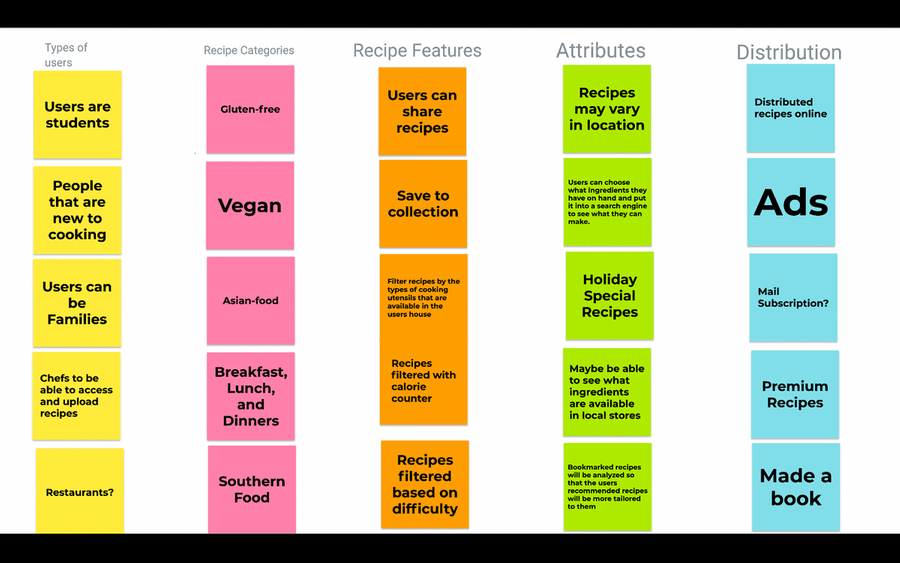 Types of
users
Users are
students
People
that are
new to
cooking
Users can
be
Families
Chefs to be
able to access
and upload
recipes
Restaurants?
Recipe Categories
Gluten-free
Vegan
Asian-food
Breakfast,
Lunch,
and
Dinners
Southern
Food
Recipe Features
Users can
share
recipes
Save to
collection
Filter recipes by the
types of cooking
utensils that are
available in the
users house
Recipes
filtered with
calorie
counter
Recipes
filtered
based on
difficulty
Attributes
Recipes
may vary
in location
Users can choose
what ingredients they
have on hand and put
it into a search engine
to see what they can
make.
Holiday
Special
Recipes
Maybe be able
to see what
ingredients
are available
in local stores
Bookmarked recipes
will be analyzed so
that the users
recommended recipes
will be more tailored
to them
Distribution
Distributed
recipes online
Ads
Mail
Subscription?
Premium
Recipes
Made a
book